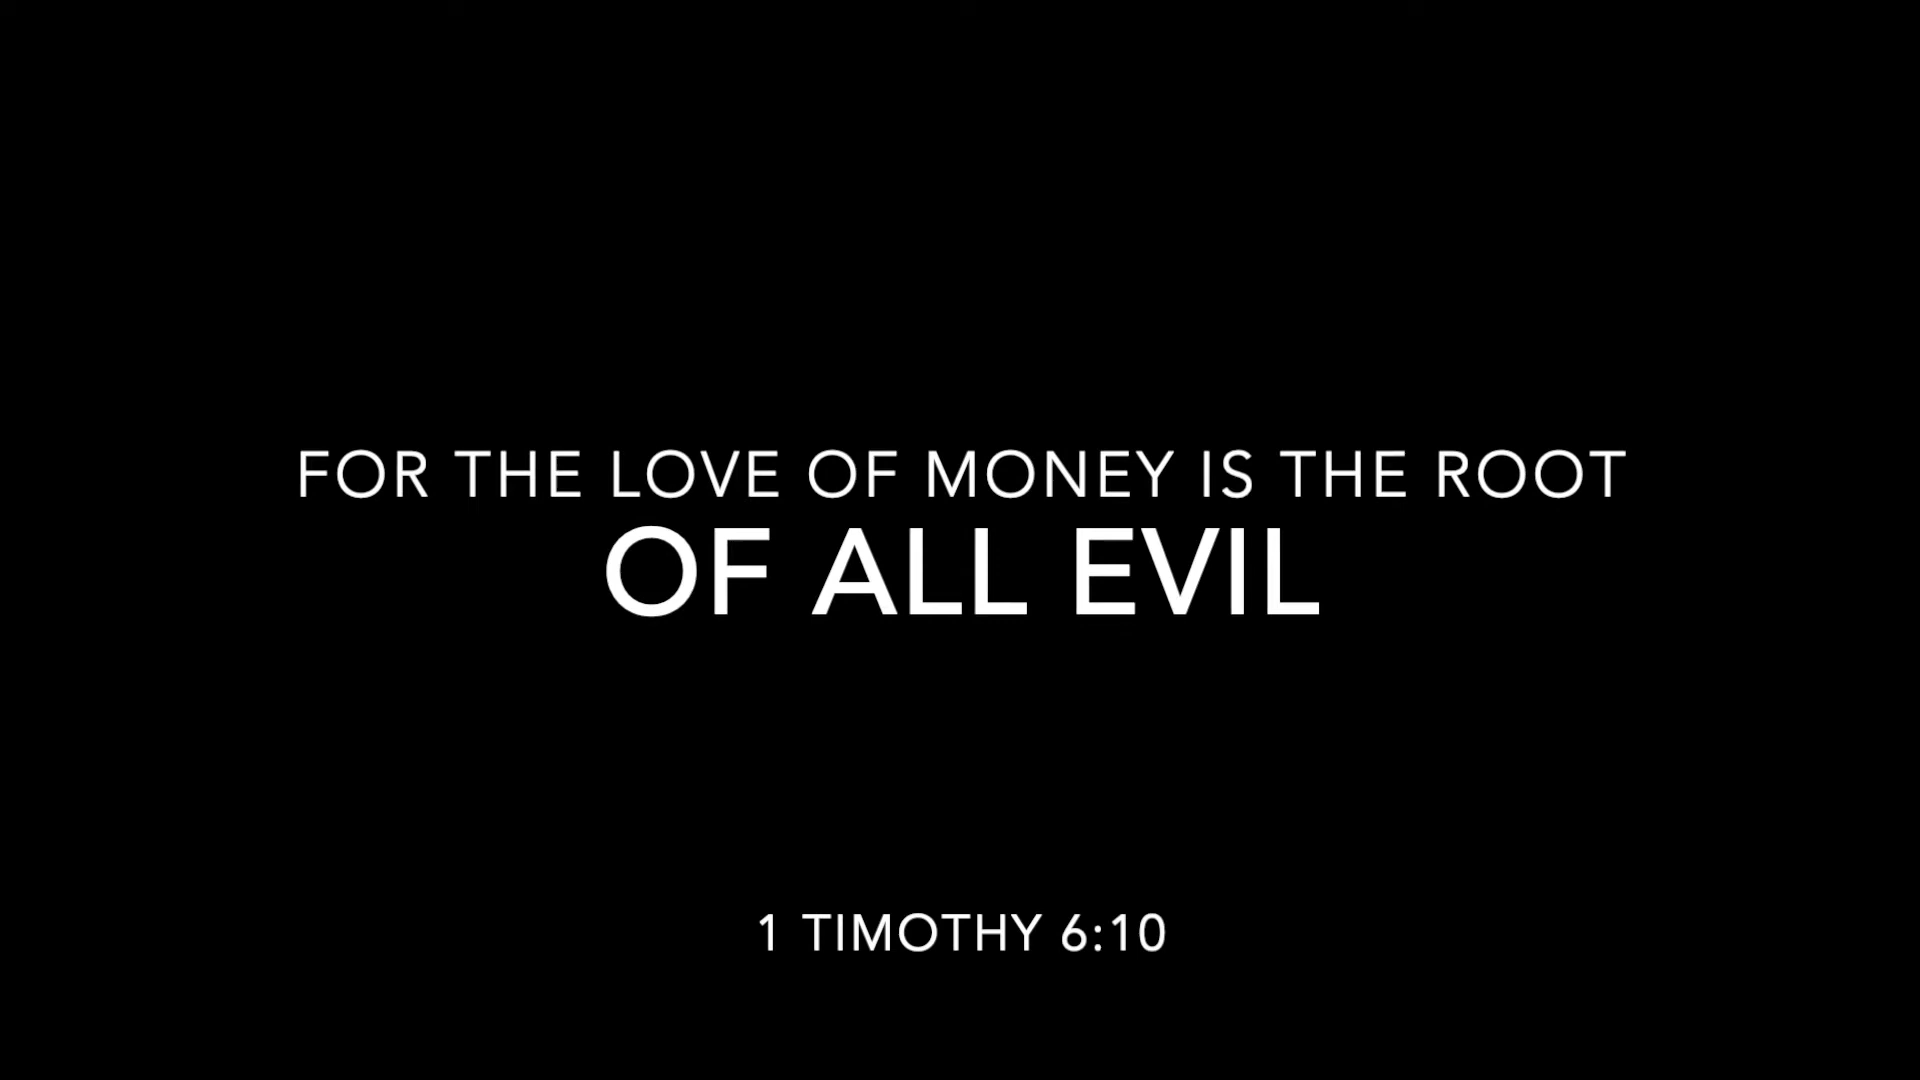 FOR THE LOVE OF MONEY IS THE ROOT
OF ALL EVIL
1 TIMOTHY 6:10